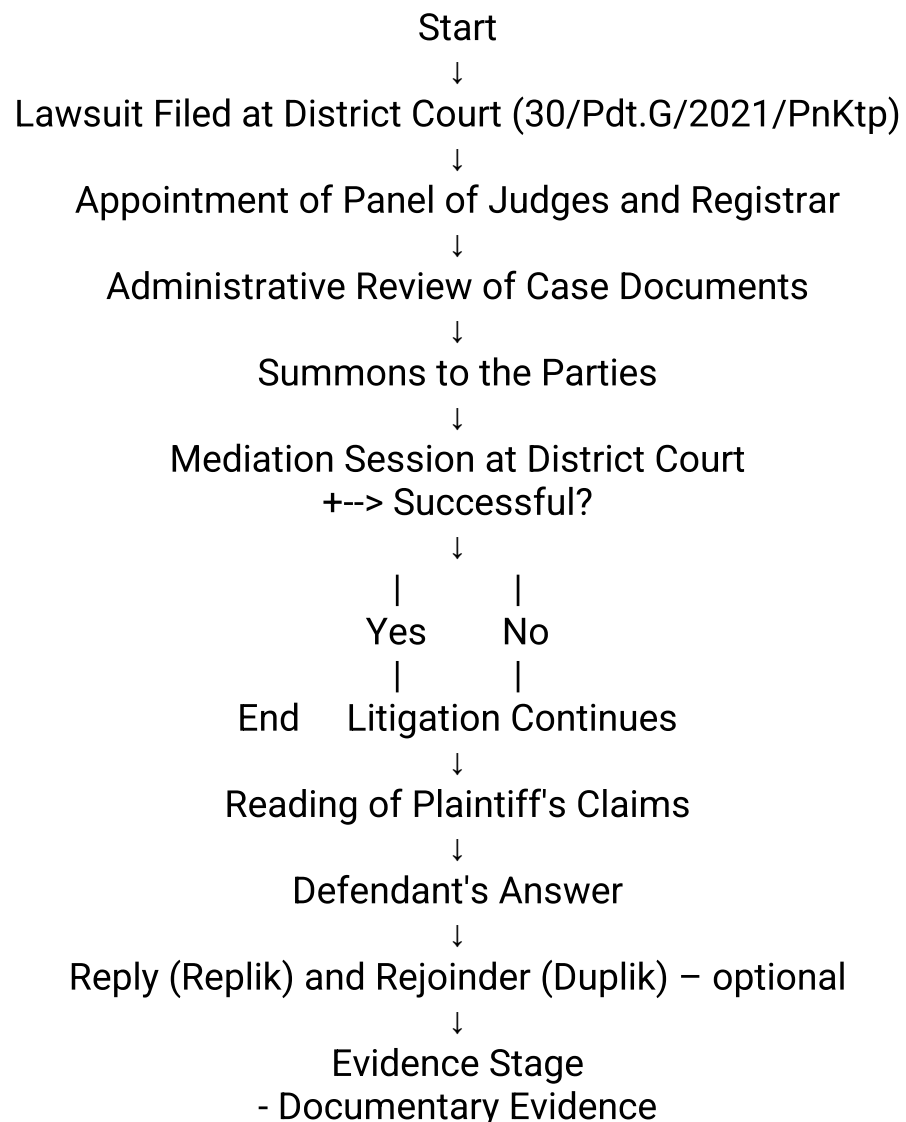 Start
↓
Lawsuit Filed at District Court (30/Pdt.G/2021/PnKtp)
↓
Appointment of Panel of Judges and Registrar
↓
Administrative Review of Case Documents
↓
Summons to the Parties
↓
Mediation Session at District Court
+--> Successful?
↓
| |
Yes No
| |
End Litigation Continues
↓
Reading of Plaintiff's Claims
↓
Defendant's Answer
↓
Reply (Replik) and Rejoinder (Duplik) – optional
↓
Evidence Stage
- Documentary Evidence